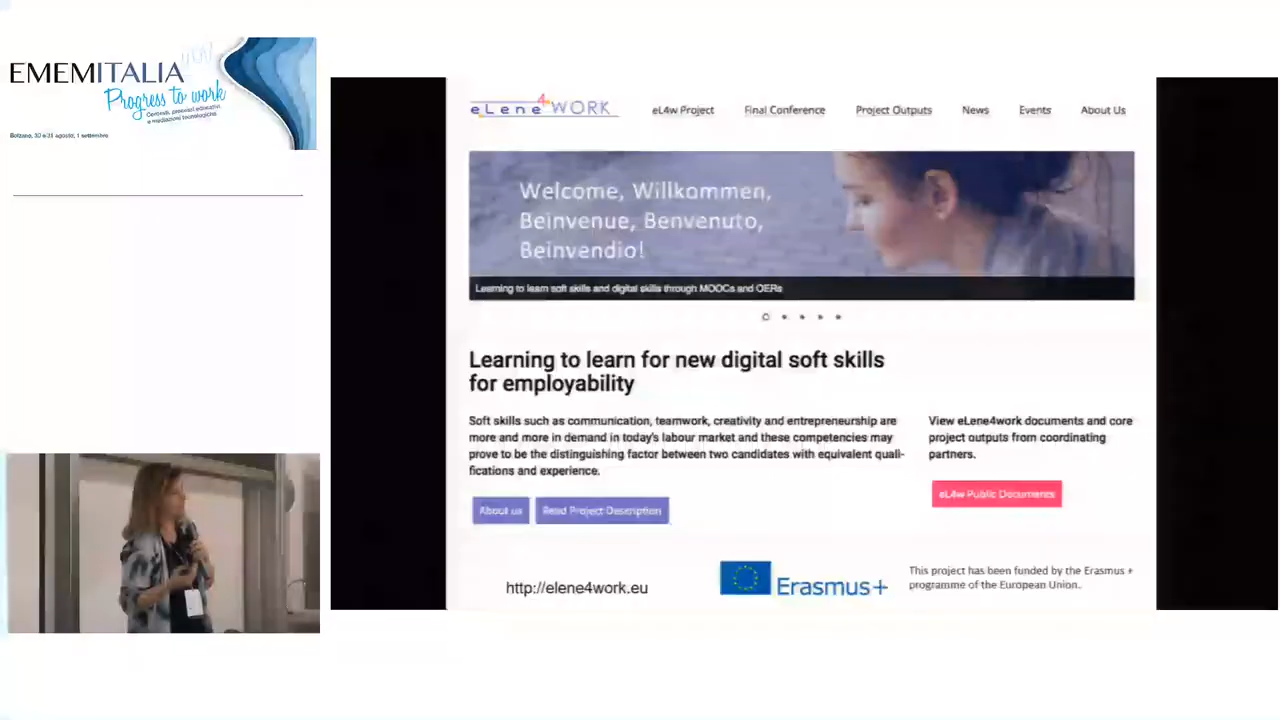 EMEMITALIA
Progress to work
Bolzano, 30 e 31 agosto, 1 settembre
eLene4WORK
eL4w Project
Final Conference
Project Outputs
News
Events
About Us
Welcome, Willkommen,
Beinvenue, Benvenuto,
Beinvendio!
Learning to learn soft skills and digital skills through MOOCs and OERs
Learning to learn for new digital soft skills
for employability
Soft skills such as communication, teamwork, creativity and entrepreneurship are
more and more in demand in today's labour market and these competencies may
prove to be the distinguishing factor between two candidates with equivalent quali-
fications and experience.
About us
Read Project Description
View eLene4work documents and core
project outputs from coordinating
partners.
eL4w Public Documents
http://elene4work.eu
Erasmus+
This project has been funded by the Erasmus +
programme of the European Union.